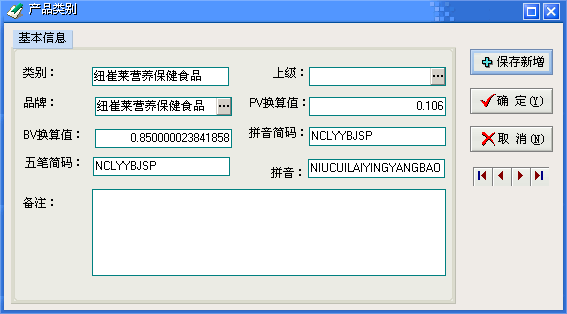 产品类别
基本信息
类别： 纽崔莱营养保健食品 上级： ...
品牌： 纽崔莱营养保健食品 ... PV换算值： 0.106
BV换算值： 0.850000023841858 拼音简码： NCLYYBJSP
五笔简码： NCLYYBJSP 拼音： NIUCUILAIYINGYANGBAO
备注：
保存新增
确 定(Y)
取 消(N)